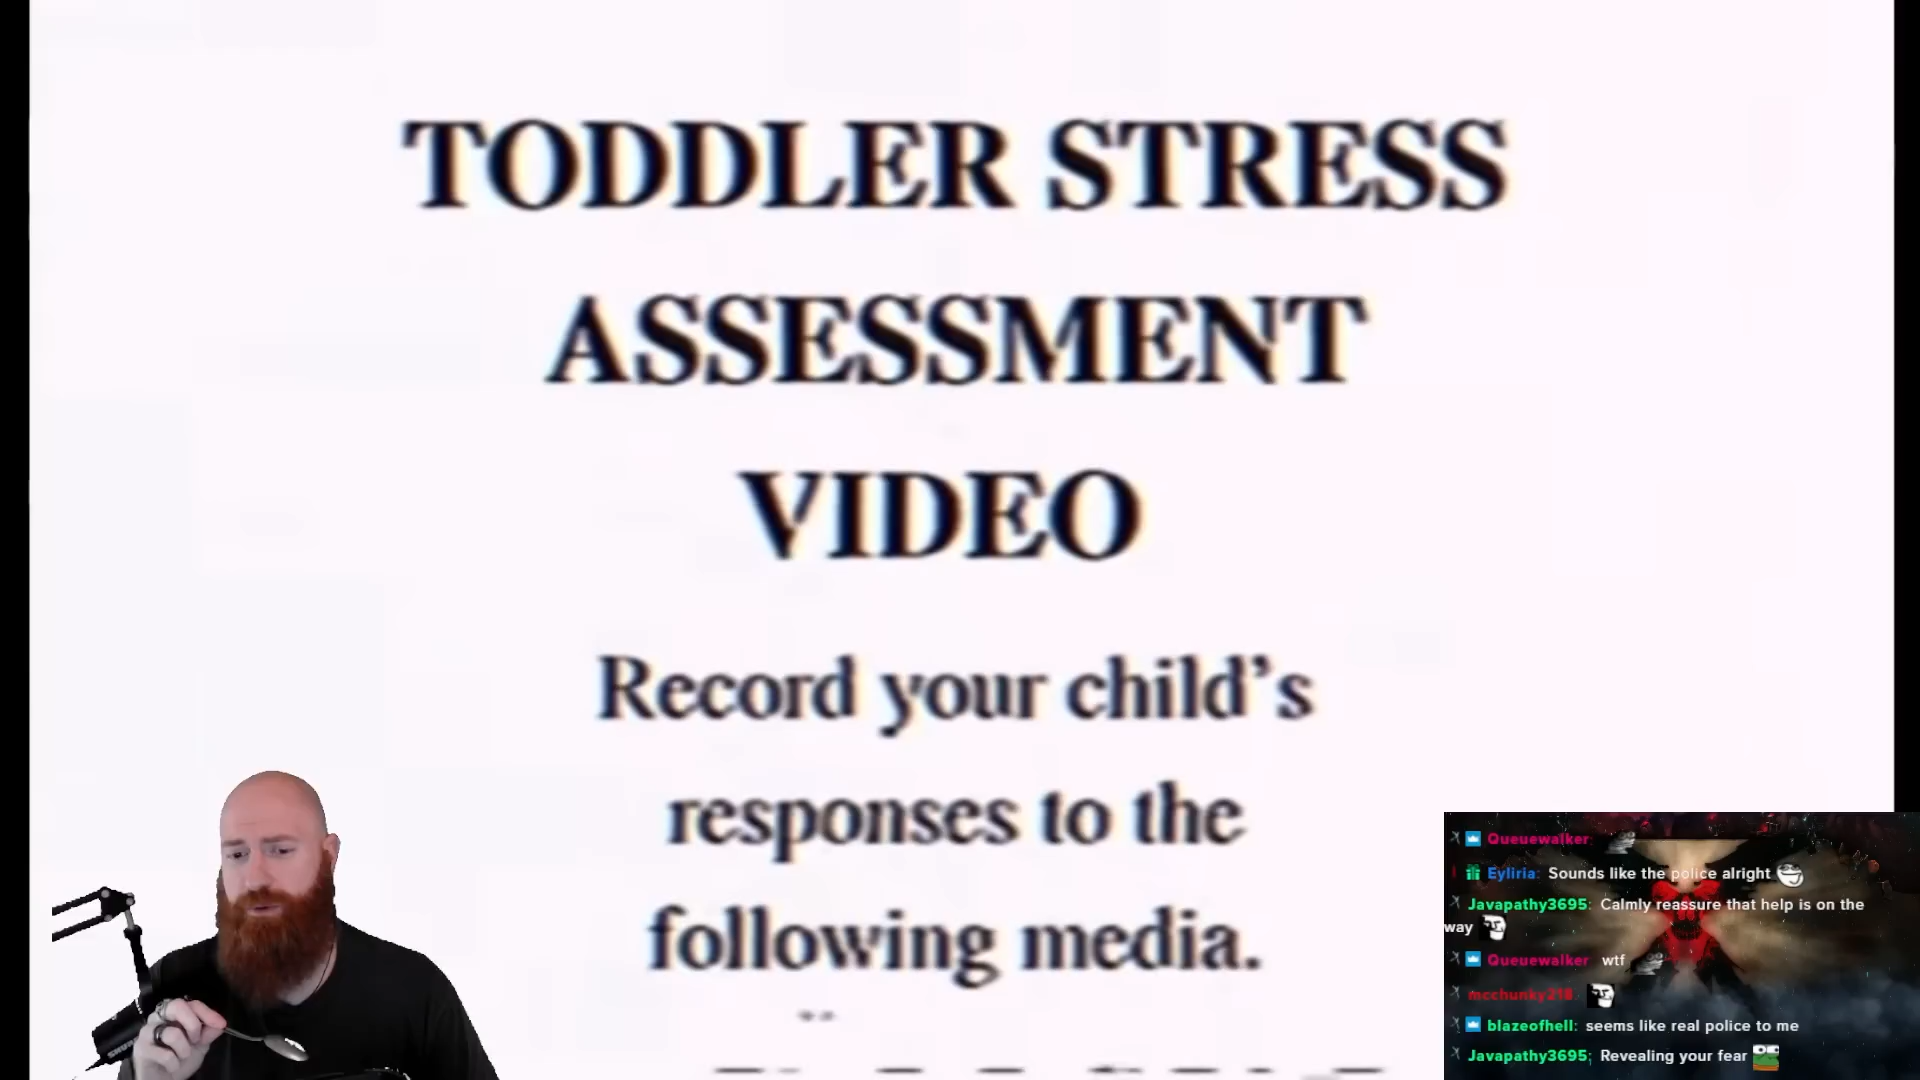 TODDLER STRESS
ASSESSMENT
VIDEO
Record your child’s
responses to the
following media.
Queuewalker:
Eyliria: Sounds like the police alright
Javapathy3695: Calmly reassure that help is on the
way
Queuewalker wtf
mcchunky218:
blazeofhell: seems like real police to me
Javapathy3695: Revealing your fear
SHURE